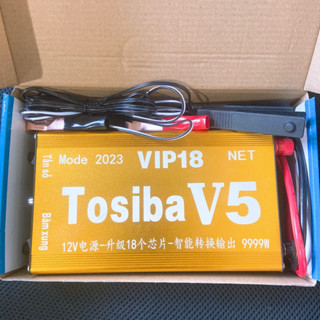 Mode 2023 VIP18 NET
Tần số
Tosiba V5
Bấm xung
12V电源-升级18个芯片-智能转换输出 9999W